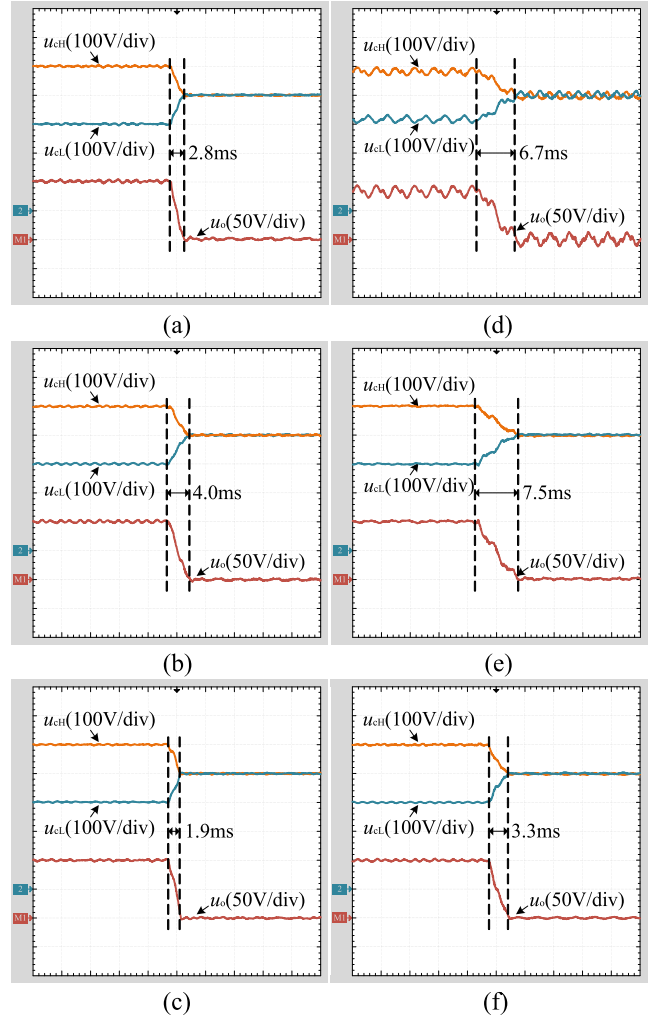 ucH(100V/div)
ucL(100V/div)
2.8ms
2
uo(50V/div)
M1
(a)
ucH(100V/div)
ucL(100V/div)
6.7ms
uo(50V/div)
(d)
ucH(100V/div)
ucL(100V/div)
4.0ms
2
uo(50V/div)
M1
(b)
ucH(100V/div)
ucL(100V/div)
7.5ms
2
uo(50V/div)
M1
(e)
ucH(100V/div)
ucL(100V/div)
1.9ms
2
uo(50V/div)
M1
(c)
ucH(100V/div)
ucL(100V/div)
3.3ms
2
uo(50V/div)
M1
(f)